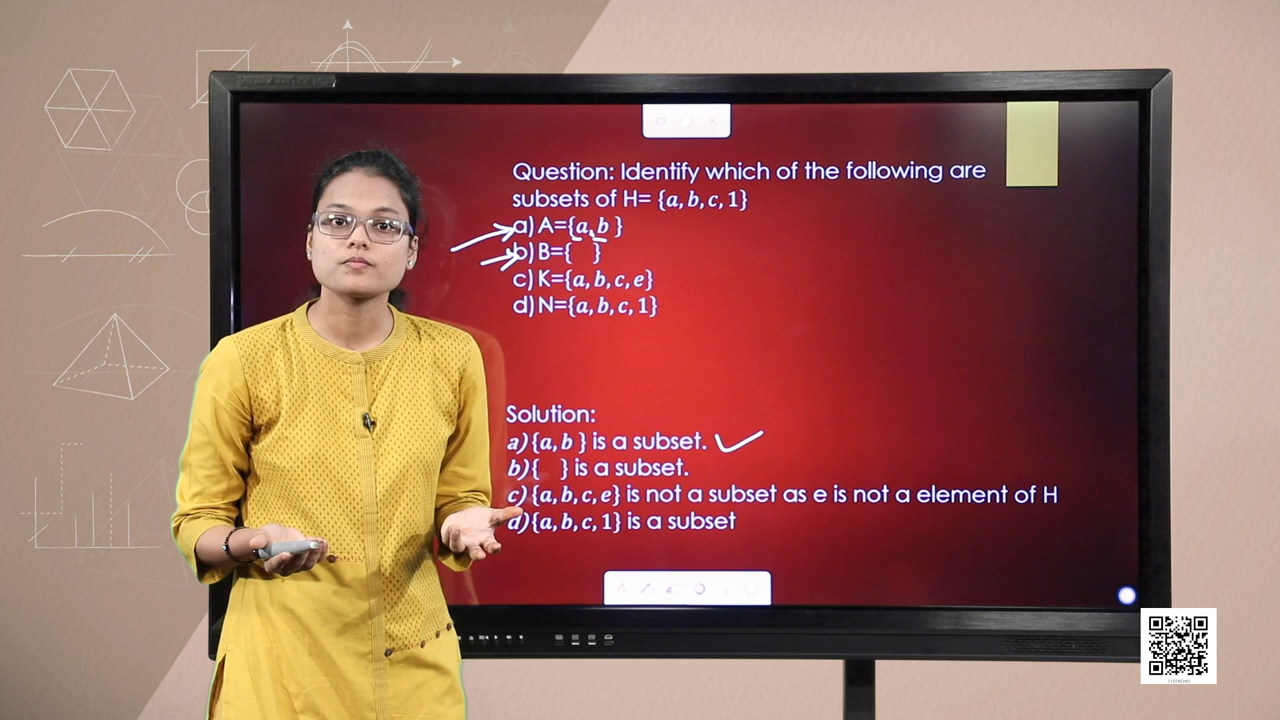 Question: Identify which of the following are
subsets of H= {a, b, c, 1}
a) A={a, b }
b) B={ }
c) K={a, b, c, e}
d) N={a, b, c, 1}
Solution:
a) {a, b } is a subset.
b) { } is a subset.
c) {a, b, c, e} is not a subset as e is not a element of H
d) {a, b, c, 1} is a subset